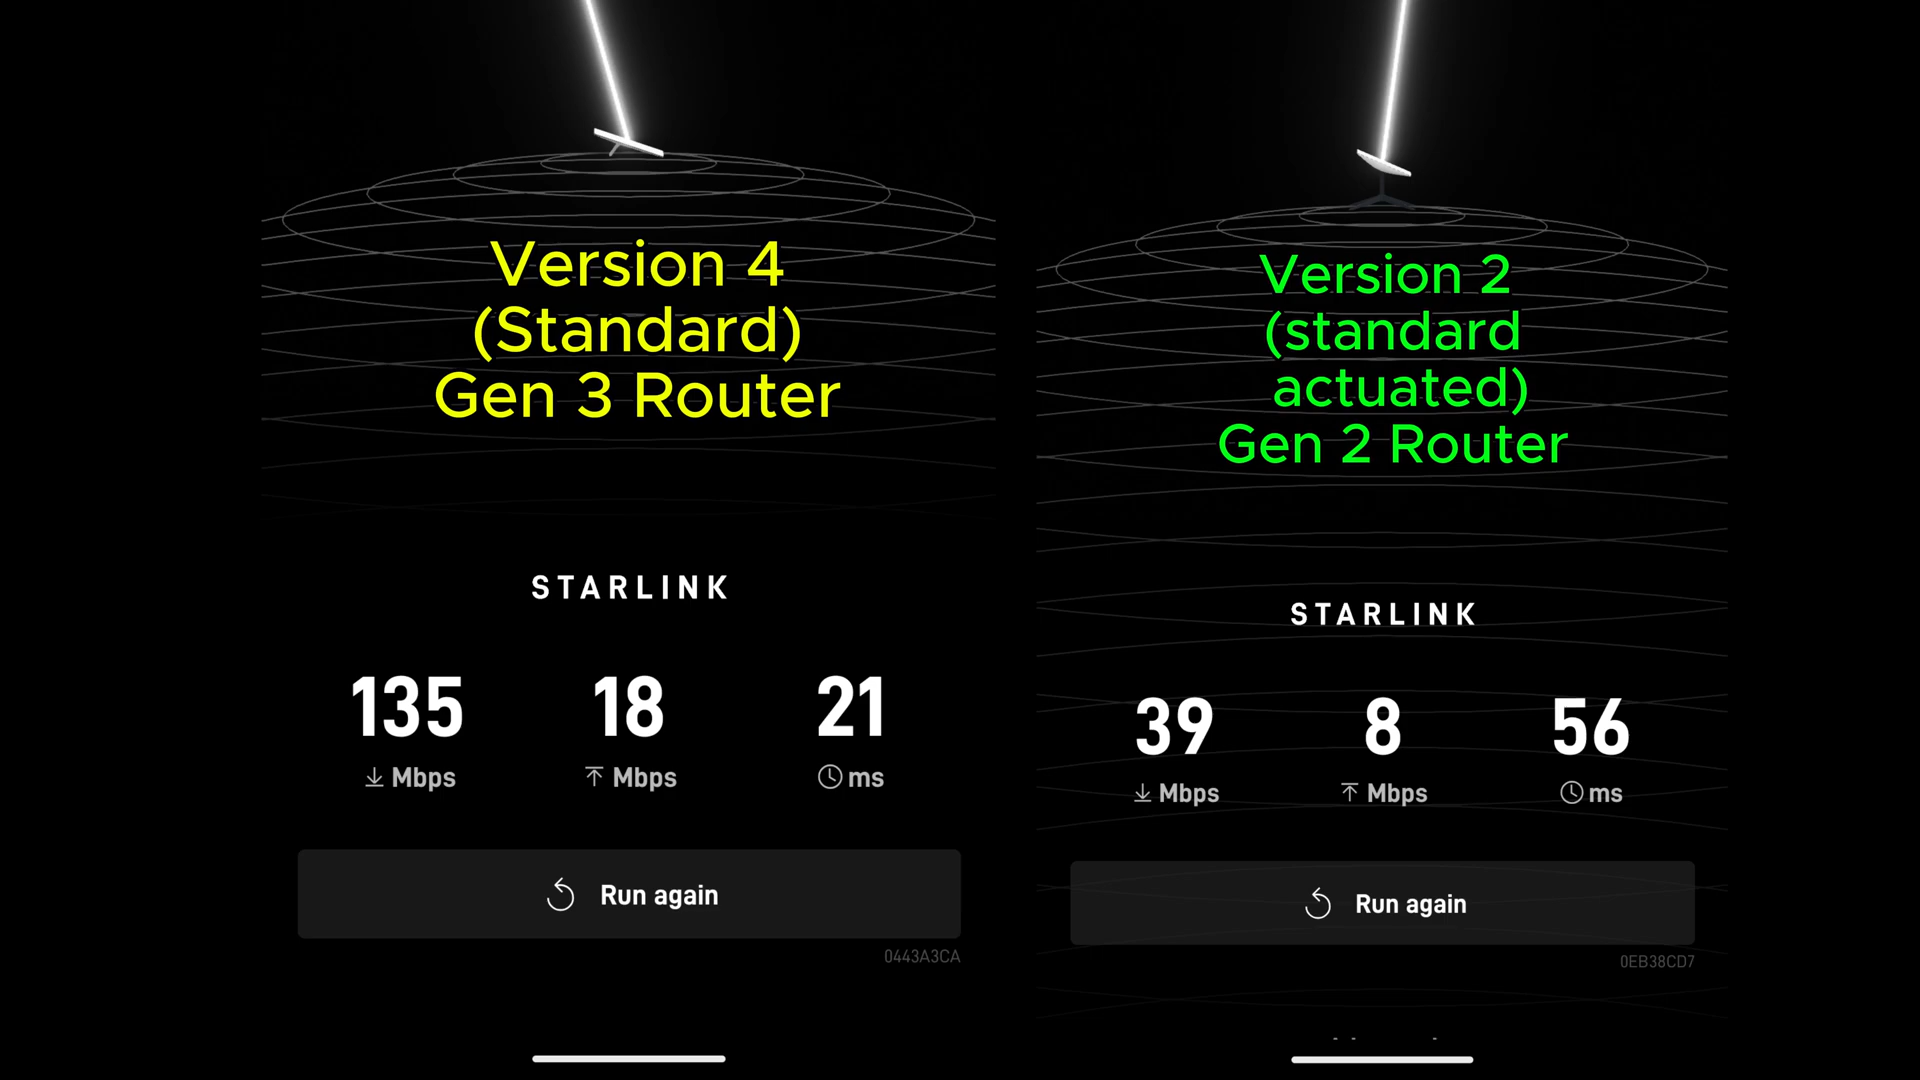 Version 4
(Standard)
Gen 3 Router
STARLINK
135 18 21
Mbps Mbps ms
Run again
0443A3CA
Version 2
(standard
actuated)
Gen 2 Router
STARLINK
39 8 56
Mbps Mbps ms
Run again
0EB38CD7